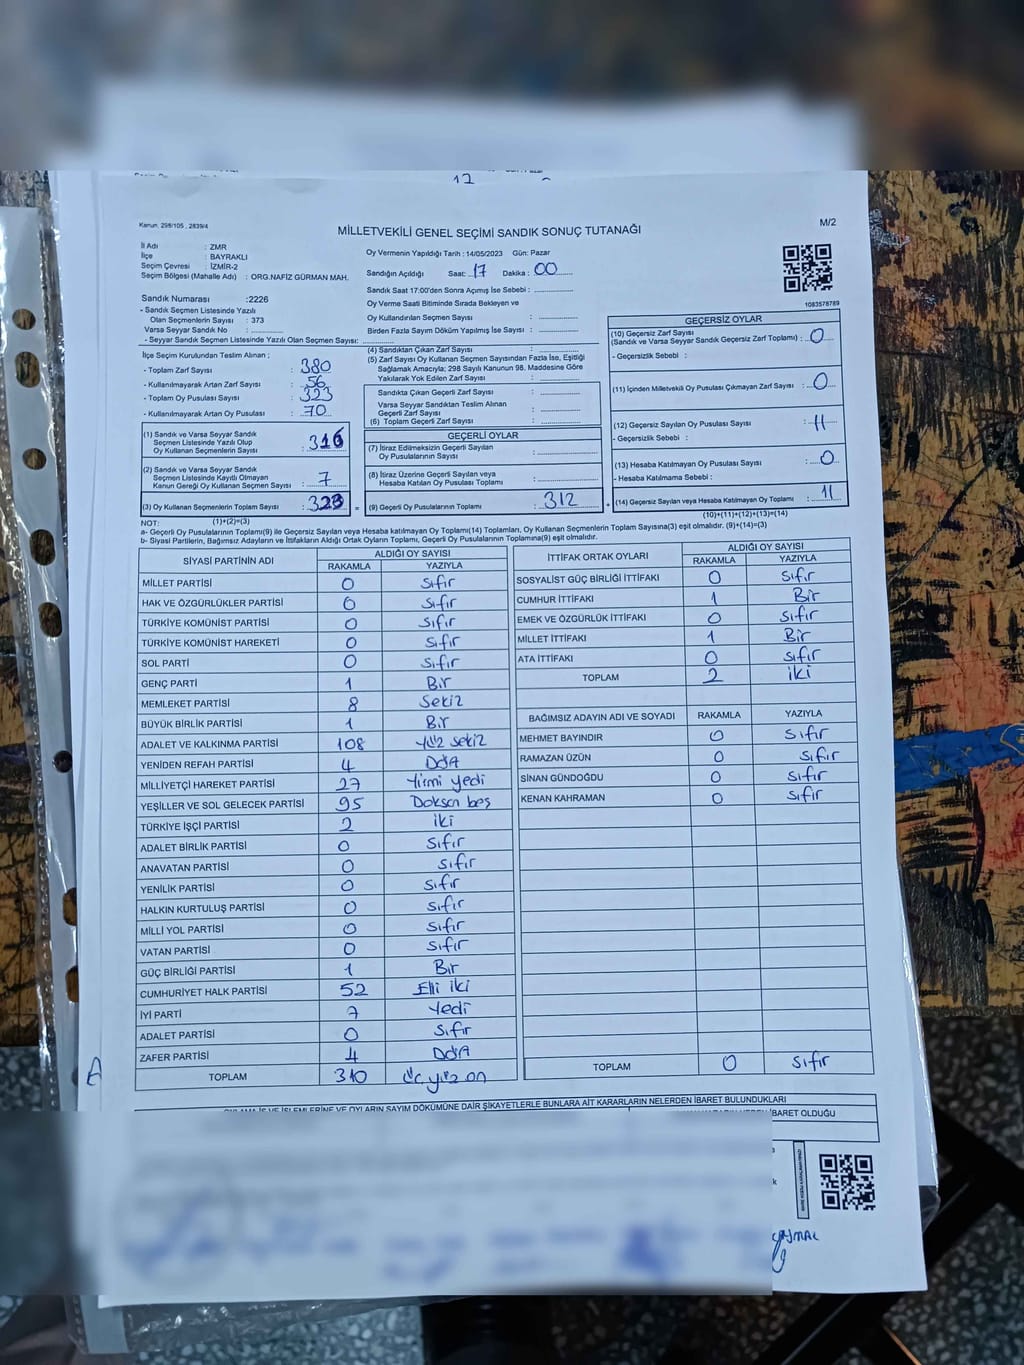 12
Kanun: 298/105 , 2839/4
MİLLETVEKİLİ GENEL SEÇİMİ SANDIK SONUÇ TUTANAĞI
M/2
İl Adı : ZMR
İlçe : BAYRAKLI
Seçim Çevresi : İZMİR-2
Seçim Bölgesi (Mahalle Adı) : ORG.NAFİZ GÜRMAN MAH.
Sandık Numarası :2226
- Sandık Seçmen Listesinde Yazılı
Olan Seçmenlerin Sayısı : 373
Varsa Seyyar Sandık No :
- Seyyar Sandık Seçmen Listesinde Yazılı Olan Seçmen Sayısı:
Oy Vermenin Yapıldığı Tarih : 14/05/2023 Gün: Pazar
Sandığın Açıldığı Saat: 17 Dakika : 00
Sandık Saat 17:00'den Sonra Açılmış İse Sebebi :
Oy Verme Saati Bitiminde Sırada Bekleyen ve
Oy Kullandırılan Seçmen Sayısı :
Birden Fazla Sayım Döküm Yapılmış İse Sayısı :
1083578789
İlçe Seçim Kurulundan Teslim Alınan ;
- Toplam Zarf Sayısı : 380
- Kullanılmayarak Artan Zarf Sayısı : 56
- Toplam Oy Pusulası Sayısı : 323
- Kullanılmayarak Artan Oy Pusulası : 70
(1) Sandık ve Varsa Seyyar Sandık
Seçmen Listesinde Yazılı Olup
Oy Kullanan Seçmenlerin Sayısı : 316
(2) Sandık ve Varsa Seyyar Sandık
Seçmen Listesinde Kayıtlı Olmayan
Kanun Gereği Oy Kullanan Seçmen Sayısı : 7
(3) Oy Kullanan Seçmenlerin Toplam Sayısı : 323
(4) Sandıktan Çıkan Zarf Sayısı :
(5) Zarf Sayısı Oy Kullanan Seçmen Sayısından Fazla İse, Eşitliği
Sağlamak Amacıyla; 298 Sayılı Kanunun 98. Maddesine Göre
Yakılarak Yok Edilen Zarf Sayısı :
Sandıkta Çıkan Geçerli Zarf Sayısı :
Varsa Seyyar Sandıktan Teslim Alınan
Geçerli Zarf Sayısı :
(6) Toplam Geçerli Zarf Sayısı :
GEÇERLİ OYLAR
(7) İtiraz Edilmeksizin Geçerli Sayılan
Oy Pusulalarının Sayısı :
(8) İtiraz Üzerine Geçerli Sayılan veya
Hesaba Katılan Oy Pusulaları Toplamı :
= (9) Geçerli Oy Pusulalarının Toplamı : 312
GEÇERSİZ OYLAR
(10) Geçersiz Zarf Sayısı
(Sandık ve Varsa Seyyar Sandık Geçersiz Zarf Toplamı) : 0
- Geçersizlik Sebebi :
(11) İçinden Milletvekili Oy Pusulası Çıkmayan Zarf Sayısı : 0
(12) Geçersiz Sayılan Oy Pusulası Sayısı : 11
- Geçersizlik Sebebi :
(13) Hesaba Katılmayan Oy Pusulası Sayısı : 0
- Hesaba Katılmama Sebebi :
+ (14) Geçersiz Sayılan veya Hesaba Katılmayan Oy Toplamı : 11
(10)+(11)+(12)+(13)=(14)
NOT: (1)+(2)=(3)
a- Geçerli Oy Pusulalarının Toplamı(9) ile Geçersiz Sayılan veya Hesaba katılmayan Oy Toplamı(14) Toplamları, Oy Kullanan Seçmenlerin Toplam Sayısına(3) eşit olmalıdır. (9)+(14)=(3)
b- Siyasi Partilerin, Bağımsız Adayların ve İttifakların Aldığı Ortak Oyların Toplamı, Geçerli Oy Pusulalarının Toplamına(9) eşit olmalıdır.
SİYASİ PARTİNİN ADI ALDIĞI OY SAYISI
RAKAMLA YAZIYLA
MİLLET PARTİSİ 0 Sıfır
HAK VE ÖZGÜRLÜKLER PARTİSİ 0 Sıfır
TÜRKİYE KOMÜNİST PARTİSİ 0 Sıfır
TÜRKİYE KOMÜNİST HAREKETİ 0 Sıfır
SOL PARTİ 0 Sıfır
GENÇ PARTİ 1 Bir
MEMLEKET PARTİSİ 8 Sekiz
BÜYÜK BİRLİK PARTİSİ 1 Bir
ADALET VE KALKINMA PARTİSİ 108 Yüz Sekiz
YENİDEN REFAH PARTİSİ 4 Dört
MİLLİYETÇİ HAREKET PARTİSİ 27 Yirmi yedi
YEŞİLLER VE SOL GELECEK PARTİSİ 95 Doksan beş
TÜRKİYE İŞÇİ PARTİSİ 2 İki
ADALET BİRLİK PARTİSİ 0 Sıfır
ANAVATAN PARTİSİ 0 Sıfır
YENİLİK PARTİSİ 0 Sıfır
HALKIN KURTULUŞ PARTİSİ 0 Sıfır
MİLLİ YOL PARTİSİ 0 Sıfır
VATAN PARTİSİ 0 Sıfır
GÜÇ BİRLİĞİ PARTİSİ 1 Bir
CUMHURİYET HALK PARTİSİ 52 Elli iki
İYİ PARTİ 7 Yedi
ADALET PARTİSİ 0 Sıfır
ZAFER PARTİSİ 4 Dört
TOPLAM 310 Üç yüz on
İTTİFAK ORTAK OYLARI ALDIĞI OY SAYISI
RAKAMLA YAZIYLA
SOSYALİST GÜÇ BİRLİĞİ İTTİFAKI 0 Sıfır
CUMHUR İTTİFAKI 1 Bir
EMEK VE ÖZGÜRLÜK İTTİFAKI 0 Sıfır
MİLLET İTTİFAKI 1 Bir
ATA İTTİFAKI 0 Sıfır
TOPLAM 2 iki
BAĞIMSIZ ADAYIN ADI VE SOYADI RAKAMLA YAZIYLA
MEHMET BAYINDIR 0 Sıfır
RAMAZAN ÜZÜN 0 Sıfır
SİNAN GÜNDOĞDU 0 Sıfır
KENAN KAHRAMAN 0 Sıfır
TOPLAM 0 Sıfır
OYLAMA İŞ VE İŞLEMLERİNE VE OYLARIN SAYIM DÖKÜMÜNE DAİR ŞİKAYETLERLE BUNLARA AİT KARARLARIN NELERDEN İBARET BULUNDUKLARI
İBARET OLDUĞU